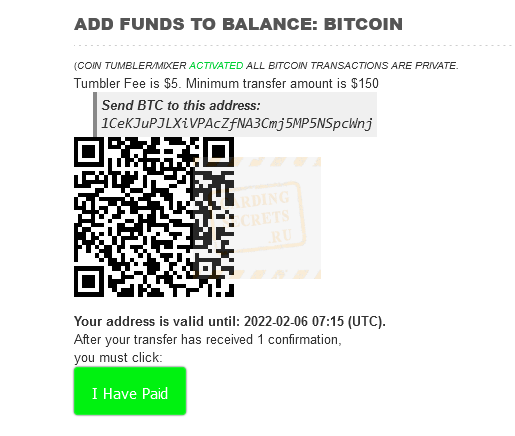 ADD FUNDS TO BALANCE: BITCOIN
(COIN TUMBLER/MIXER ACTIVATED ALL BITCOIN TRANSACTIONS ARE PRIVATE.
Tumbler Fee is $5. Minimum transfer amount is $150
Send BTC to this address:
1CeKJuPJLXiVPAcZfNA3Cmj5MP5NSpcWnj
ARDING
ECRETS
.RU
Your address is valid until: 2022-02-06 07:15 (UTC).
After your transfer has received 1 confirmation,
you must click:
I Have Paid